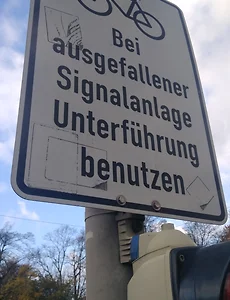 Bei
ausgefallener
Signalanlage
Unterführung
benutzen